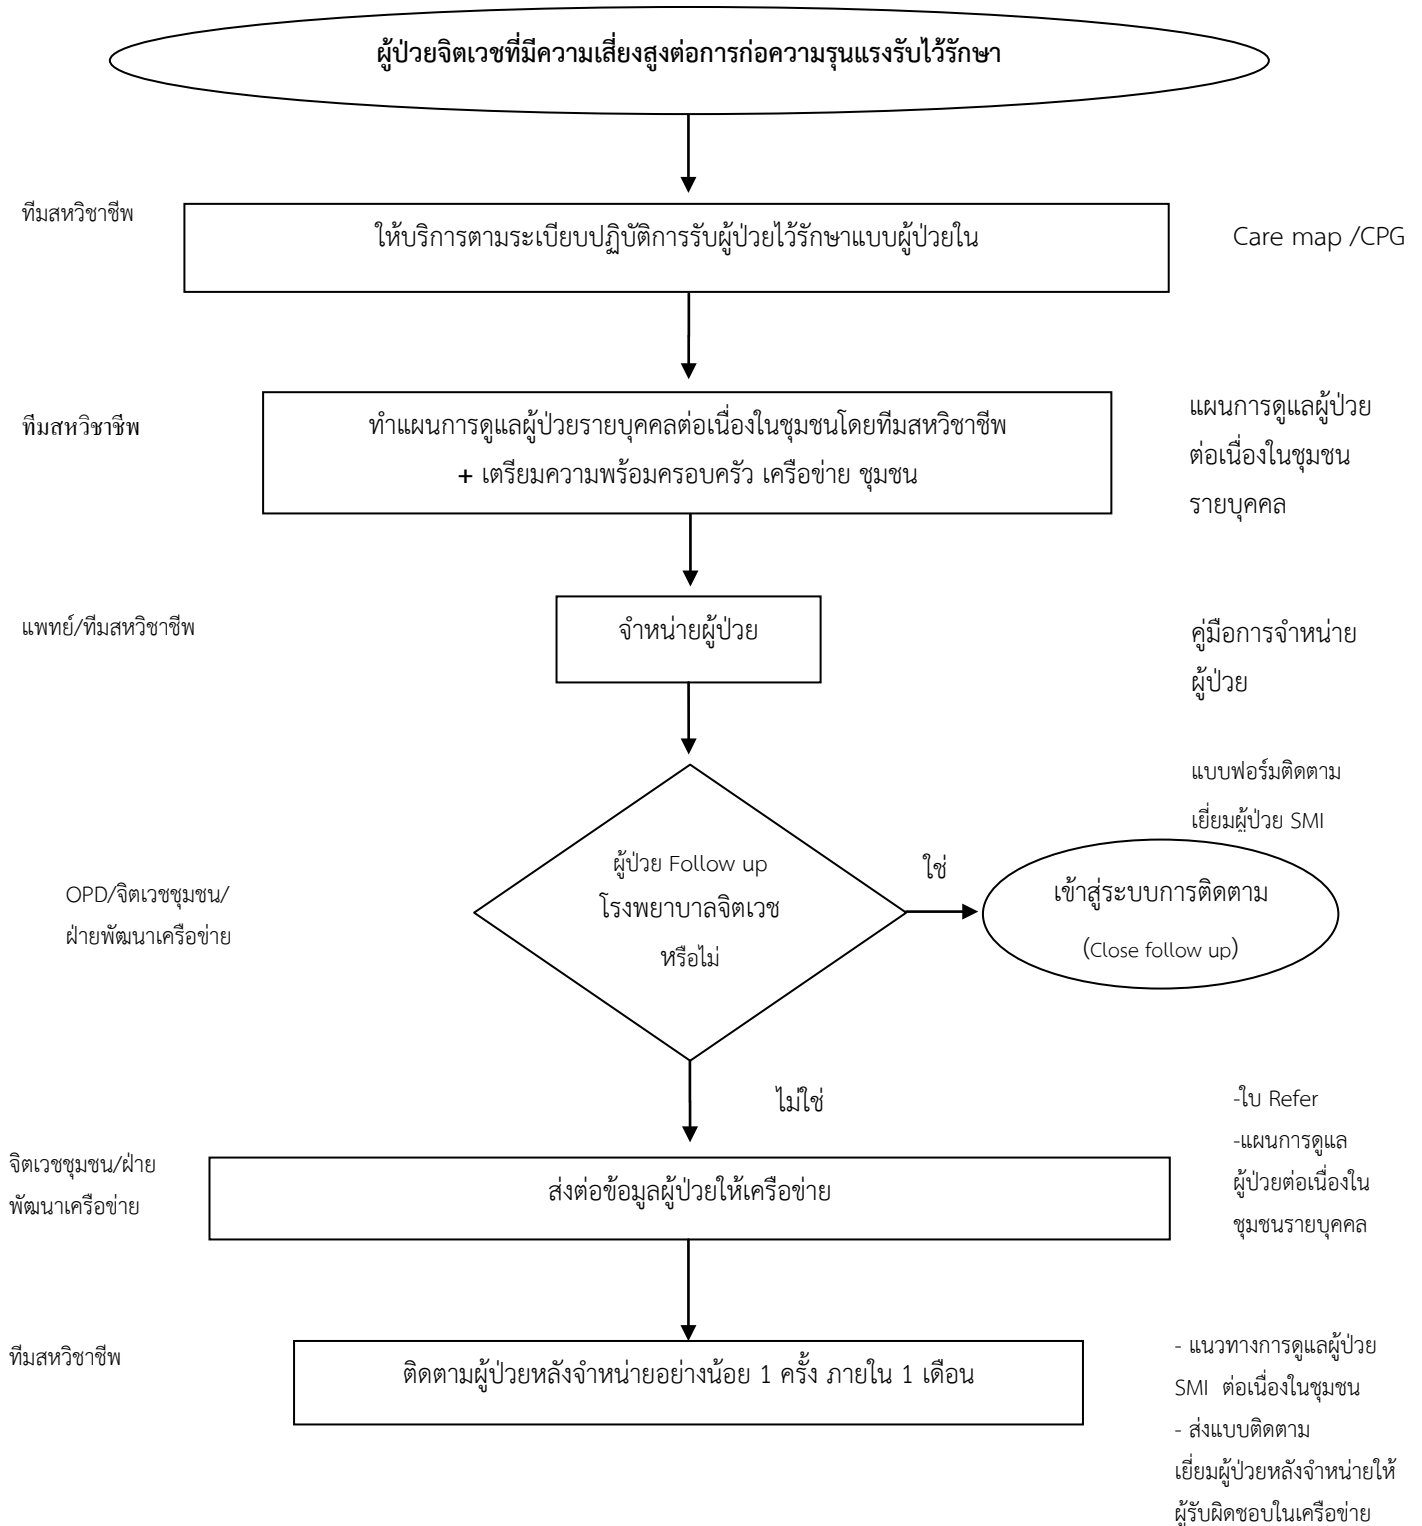 ผู้ป่วยจิตเวชที่มีความเสี่ยงสูงต่อการก่อความรุนแรงรับไว้รักษา
ทีมสหวิชาชีพ
ให้บริการตามระเบียบปฏิบัติการรับผู้ป่วยไว้รักษาแบบผู้ป่วยใน
Care map /CPG
ทีมสหวิชาชีพ
ทำแผนการดูแลผู้ป่วยรายบุคคลต่อเนื่องในชุมชนโดยทีมสหวิชาชีพ
+ เตรียมความพร้อมครอบครัว เครือข่าย ชุมชน
แผนการดูแลผู้ป่วย
ต่อเนื่องในชุมชน
รายบุคคล
แพทย์/ทีมสหวิชาชีพ
จำหน่ายผู้ป่วย
คู่มือการจำหน่าย
ผู้ป่วย
แบบฟอร์มติดตาม
เยี่ยมผู้ป่วย SMI
OPD/จิตเวชชุมชน/
ฝ่ายพัฒนาเครือข่าย
ผู้ป่วย Follow up
โรงพยาบาลจิตเวช
หรือไม่
ใช่
เข้าสู่ระบบการติดตาม
(Close follow up)
ไม่ใช่
จิตเวชชุมชน/ฝ่าย
พัฒนาเครือข่าย
ส่งต่อข้อมูลผู้ป่วยให้เครือข่าย
-ใบ Refer
-แผนการดูแล
ผู้ป่วยต่อเนื่องใน
ชุมชนรายบุคคล
ทีมสหวิชาชีพ
ติดตามผู้ป่วยหลังจำหน่ายอย่างน้อย 1 ครั้ง ภายใน 1 เดือน
- แนวทางการดูแลผู้ป่วย
SMI ต่อเนื่องในชุมชน
- ส่งแบบติดตาม
เยี่ยมผู้ป่วยหลังจำหน่ายให้
ผู้รับผิดชอบในเครือข่าย